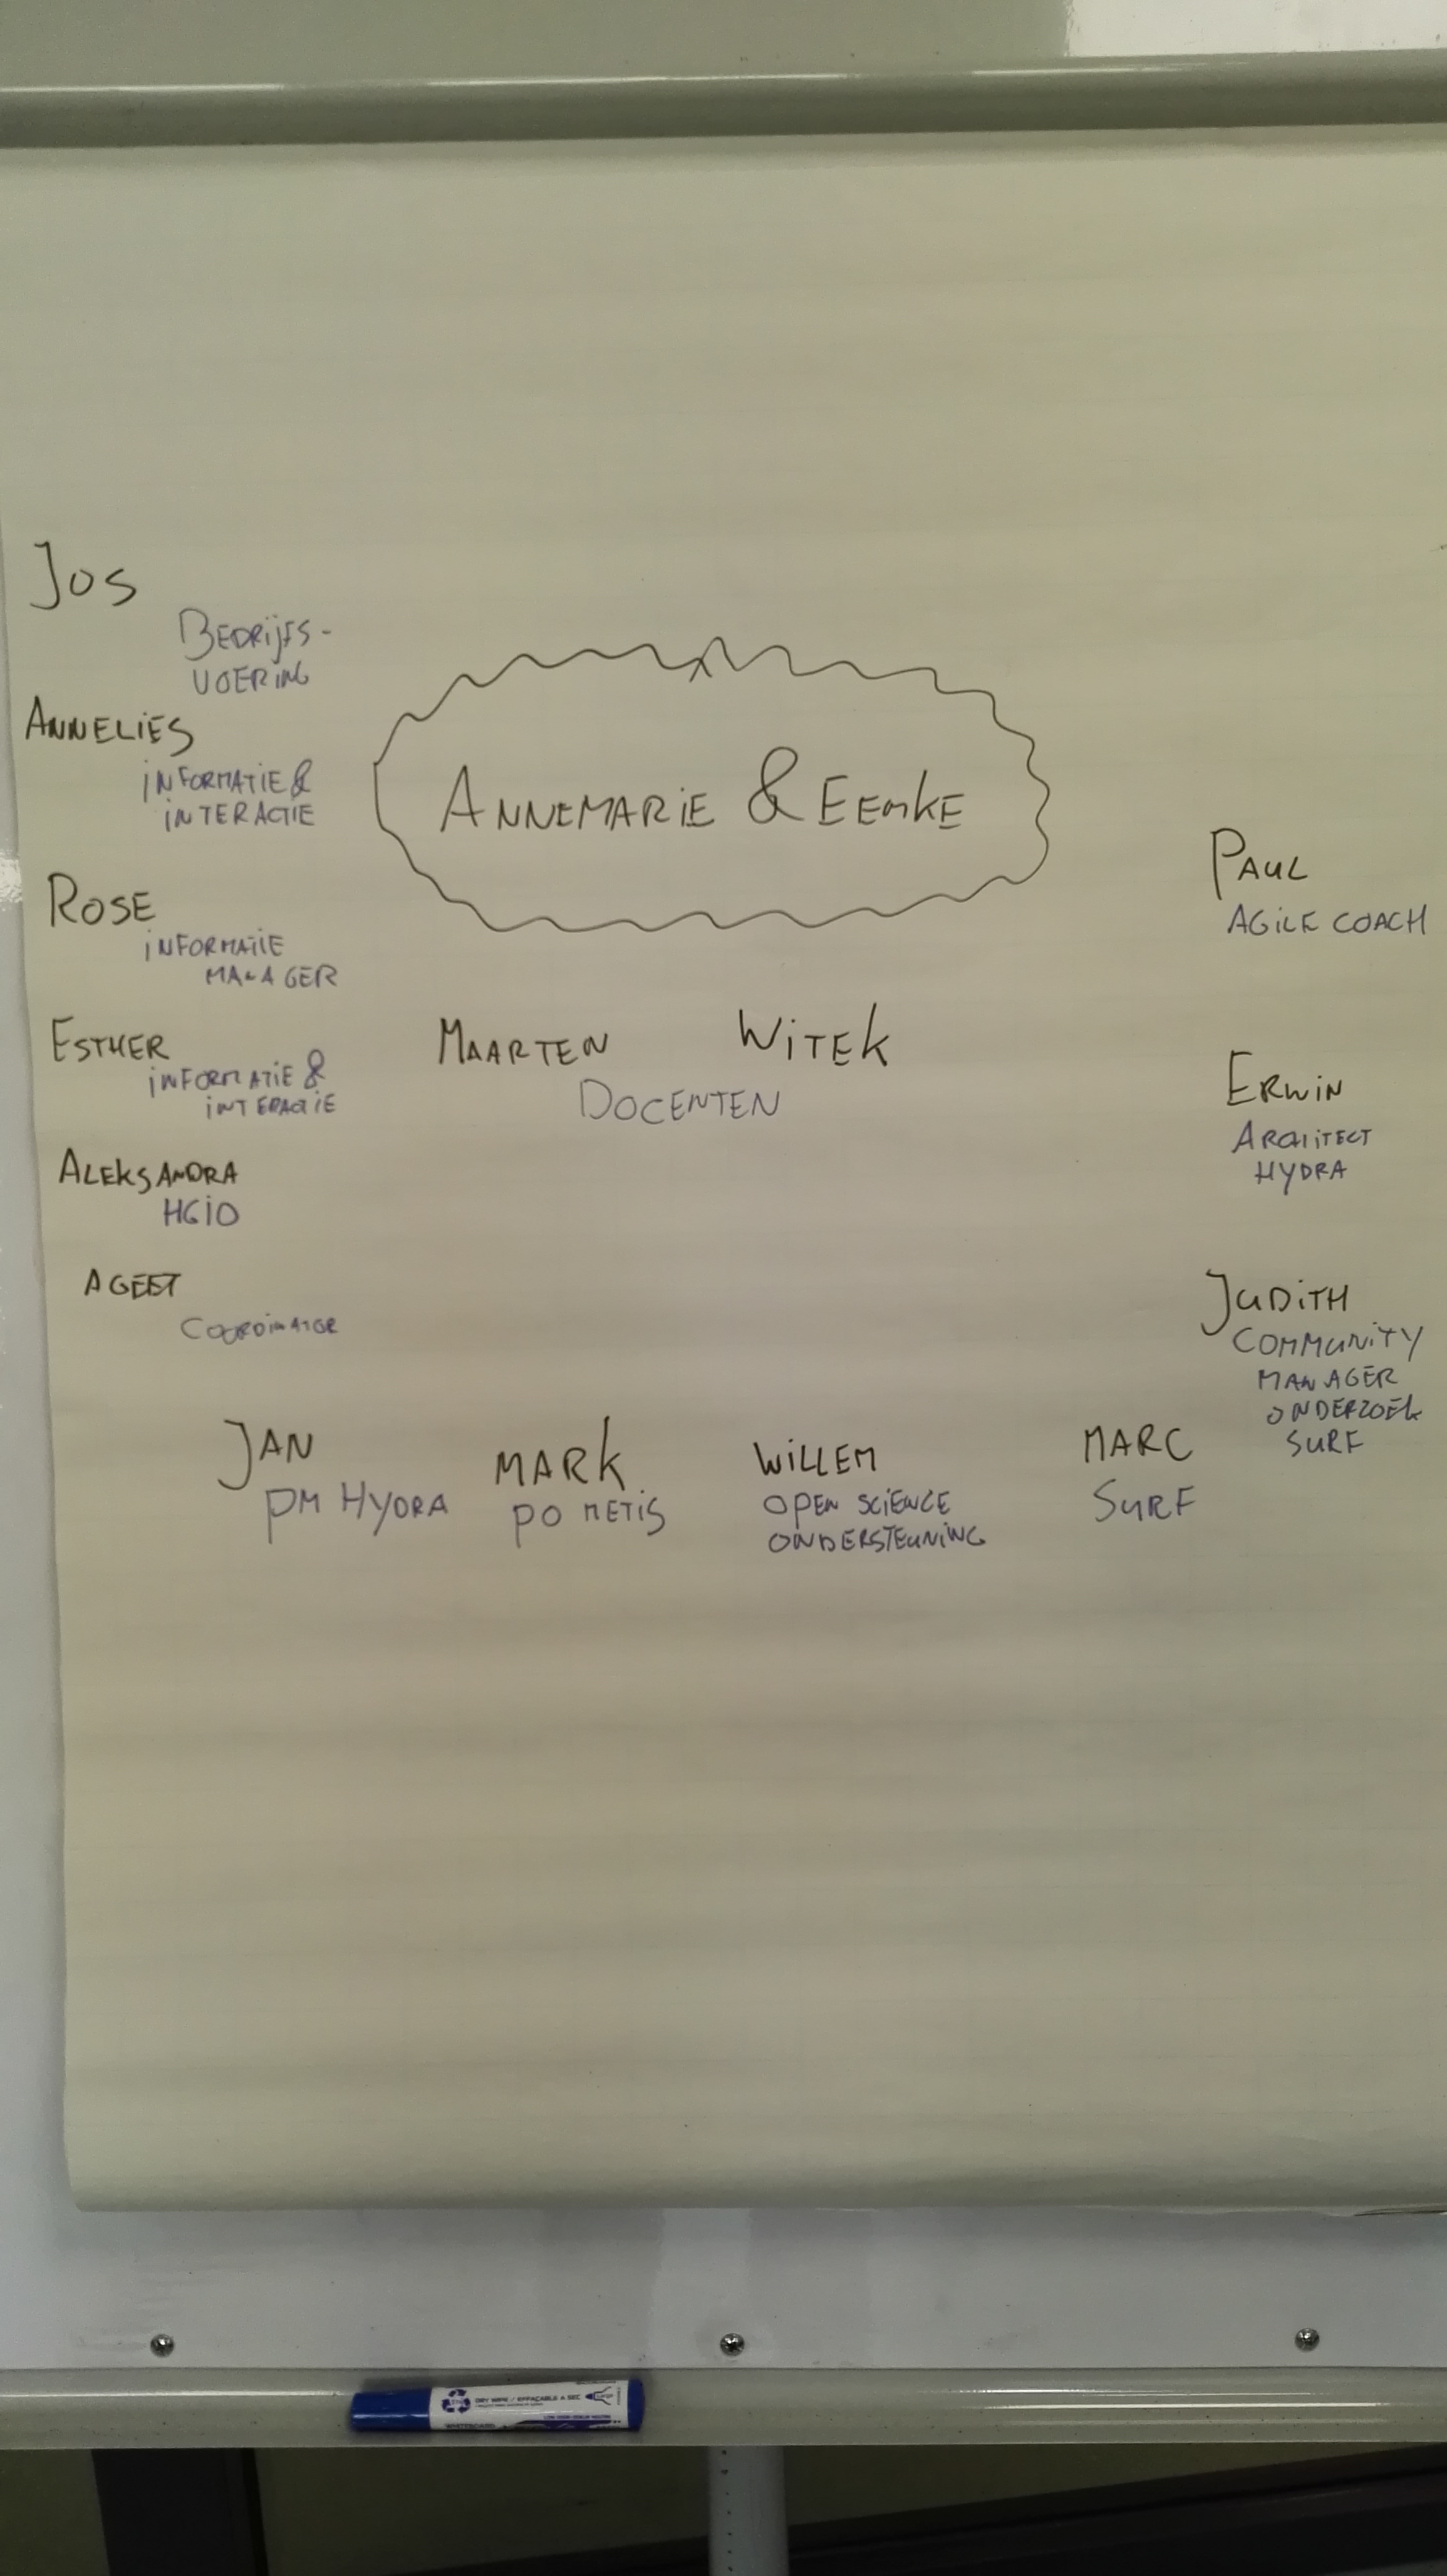 Jos
BEDRIJFS-
VOERING
ANNELIES
INFORMATIE &
INTERACTIE
ROSE
INFORMATIE
MANAGER
ESTHER
INFORMATIE &
INTERACTIE
ALEKSANDRA
HGIO
AGEET
COORDINATOR
ANNEMARIE & EEMKE
MAARTEN WITEK
DOCENTEN
PAUL
AGILE COACH
ERWIN
ARCHITECT
HYDRA
JUDITH
COMMUNITY
MANAGER
ONDERZOEK
SURF
JAN
PM HYDRA
MARK
PO METIS
WILLEM
OPEN SCIENCE
ONDERSTEUNING
MARC
SURF
DRY WIPE / EFFAÇABLE A SEC
WHITEBOARD